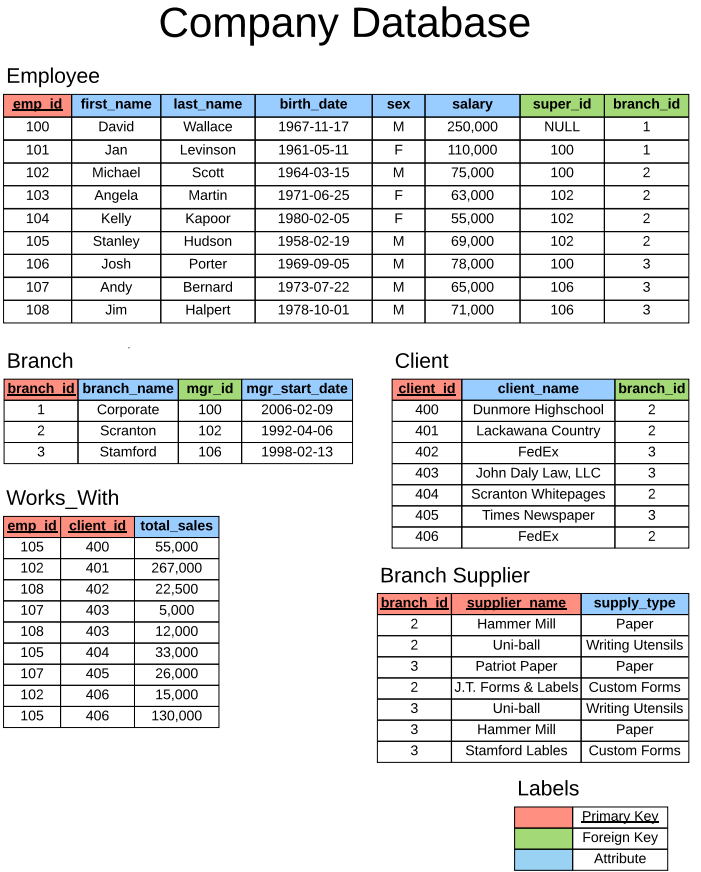 Company Database
Employee
emp_id first_name last_name birth_date sex salary super_id branch_id
100 David Wallace 1967-11-17 M 250,000 NULL 1
101 Jan Levinson 1961-05-11 F 110,000 100 1
102 Michael Scott 1964-03-15 M 75,000 100 2
103 Angela Martin 1971-06-25 F 63,000 102 2
104 Kelly Kapoor 1980-02-05 F 55,000 102 2
105 Stanley Hudson 1958-02-19 M 69,000 102 2
106 Josh Porter 1969-09-05 M 78,000 100 3
107 Andy Bernard 1973-07-22 M 65,000 106 3
108 Jim Halpert 1978-10-01 M 71,000 106 3
Branch
branch_id branch_name mgr_id mgr_start_date
1 Corporate 100 2006-02-09
2 Scranton 102 1992-04-06
3 Stamford 106 1998-02-13
Client
client_id client_name branch_id
400 Dunmore Highschool 2
401 Lackawana Country 2
402 FedEx 3
403 John Daly Law, LLC 3
404 Scranton Whitepages 2
405 Times Newspaper 3
406 FedEx 2
Works_With
emp_id client_id total_sales
105 400 55,000
102 401 267,000
108 402 22,500
107 403 5,000
108 403 12,000
105 404 33,000
107 405 26,000
102 406 15,000
105 406 130,000
Branch Supplier
branch_id supplier_name supply_type
2 Hammer Mill Paper
2 Uni-ball Writing Utensils
3 Patriot Paper Paper
2 J.T. Forms & Labels Custom Forms
3 Uni-ball Writing Utensils
3 Hammer Mill Paper
3 Stamford Lables Custom Forms
Labels
Primary Key
Foreign Key
Attribute